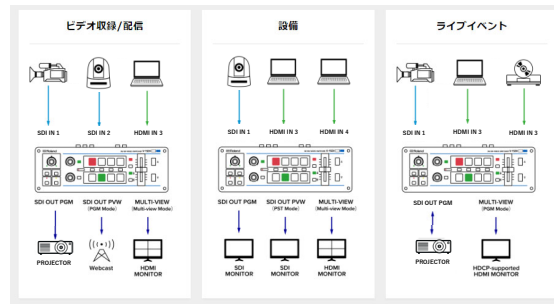 ビデオ収録/配信
SDI IN 1 SDI IN 2 HDMI IN 3
Roland
SDI OUT PGM SDI OUT PVW MULTI-VIEW
(PGM Mode) (Multi-view Mode)
PROJECTOR Webcast HDMI
MONITOR
設備
SDI IN 1 HDMI IN 3 HDMI IN 4
Roland
SDI OUT PGM SDI OUT PVW MULTI-VIEW
(PST Mode) (Multi-view Mode)
SDI SDI HDMI
MONITOR MONITOR MONITOR
ライブイベント
SDI IN 1 HDMI IN 3 HDMI IN 3
Roland
SDI OUT PGM MULTI-VIEW
(PGM Mode)
PROJECTOR HDCP-supported
HDMI MONITOR